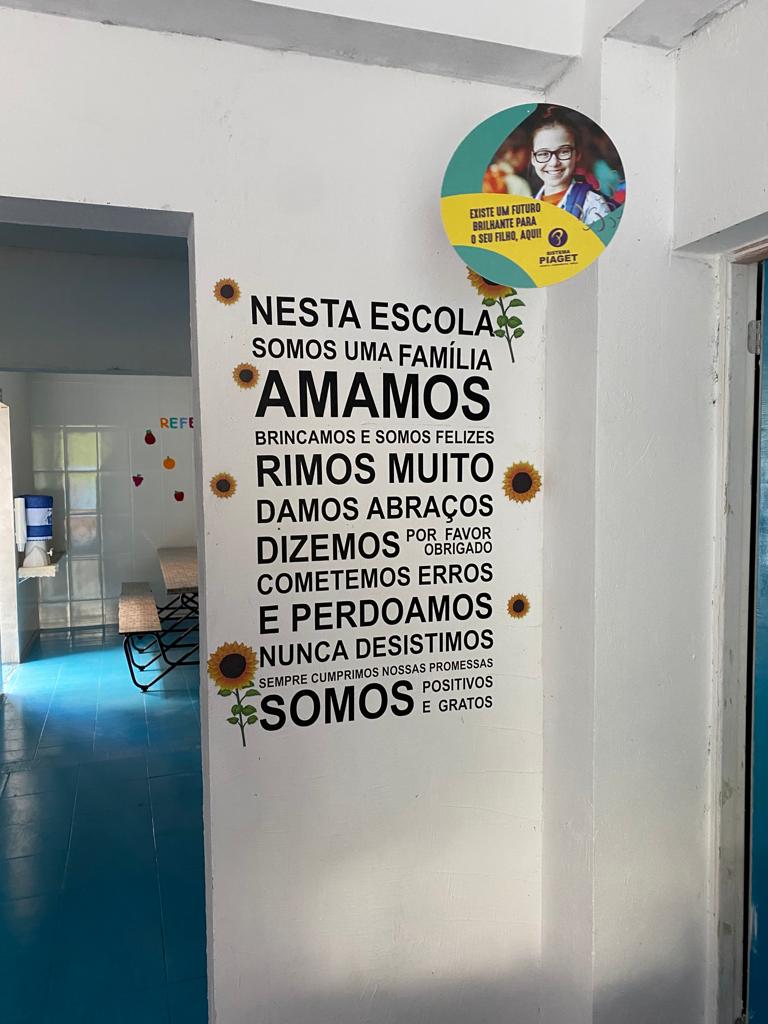 EXISTE UM FUTURO
BRILHANTE PARA
O SEU FILHO, AQUI!
SISTEMA
PIAGET
NESTA ESCOLA
SOMOS UMA FAMÍLIA
AMAMOS
BRINCAMOS E SOMOS FELIZES
RIMOS MUITO
DAMOS ABRAÇOS
DIZEMOS POR FAVOR
OBRIGADO
COMETEMOS ERROS
E PERDOAMOS
NUNCA DESISTIMOS
SEMPRE CUMPRIMOS NOSSAS PROMESSAS
SOMOS POSITIVOS
E GRATOS
REFE